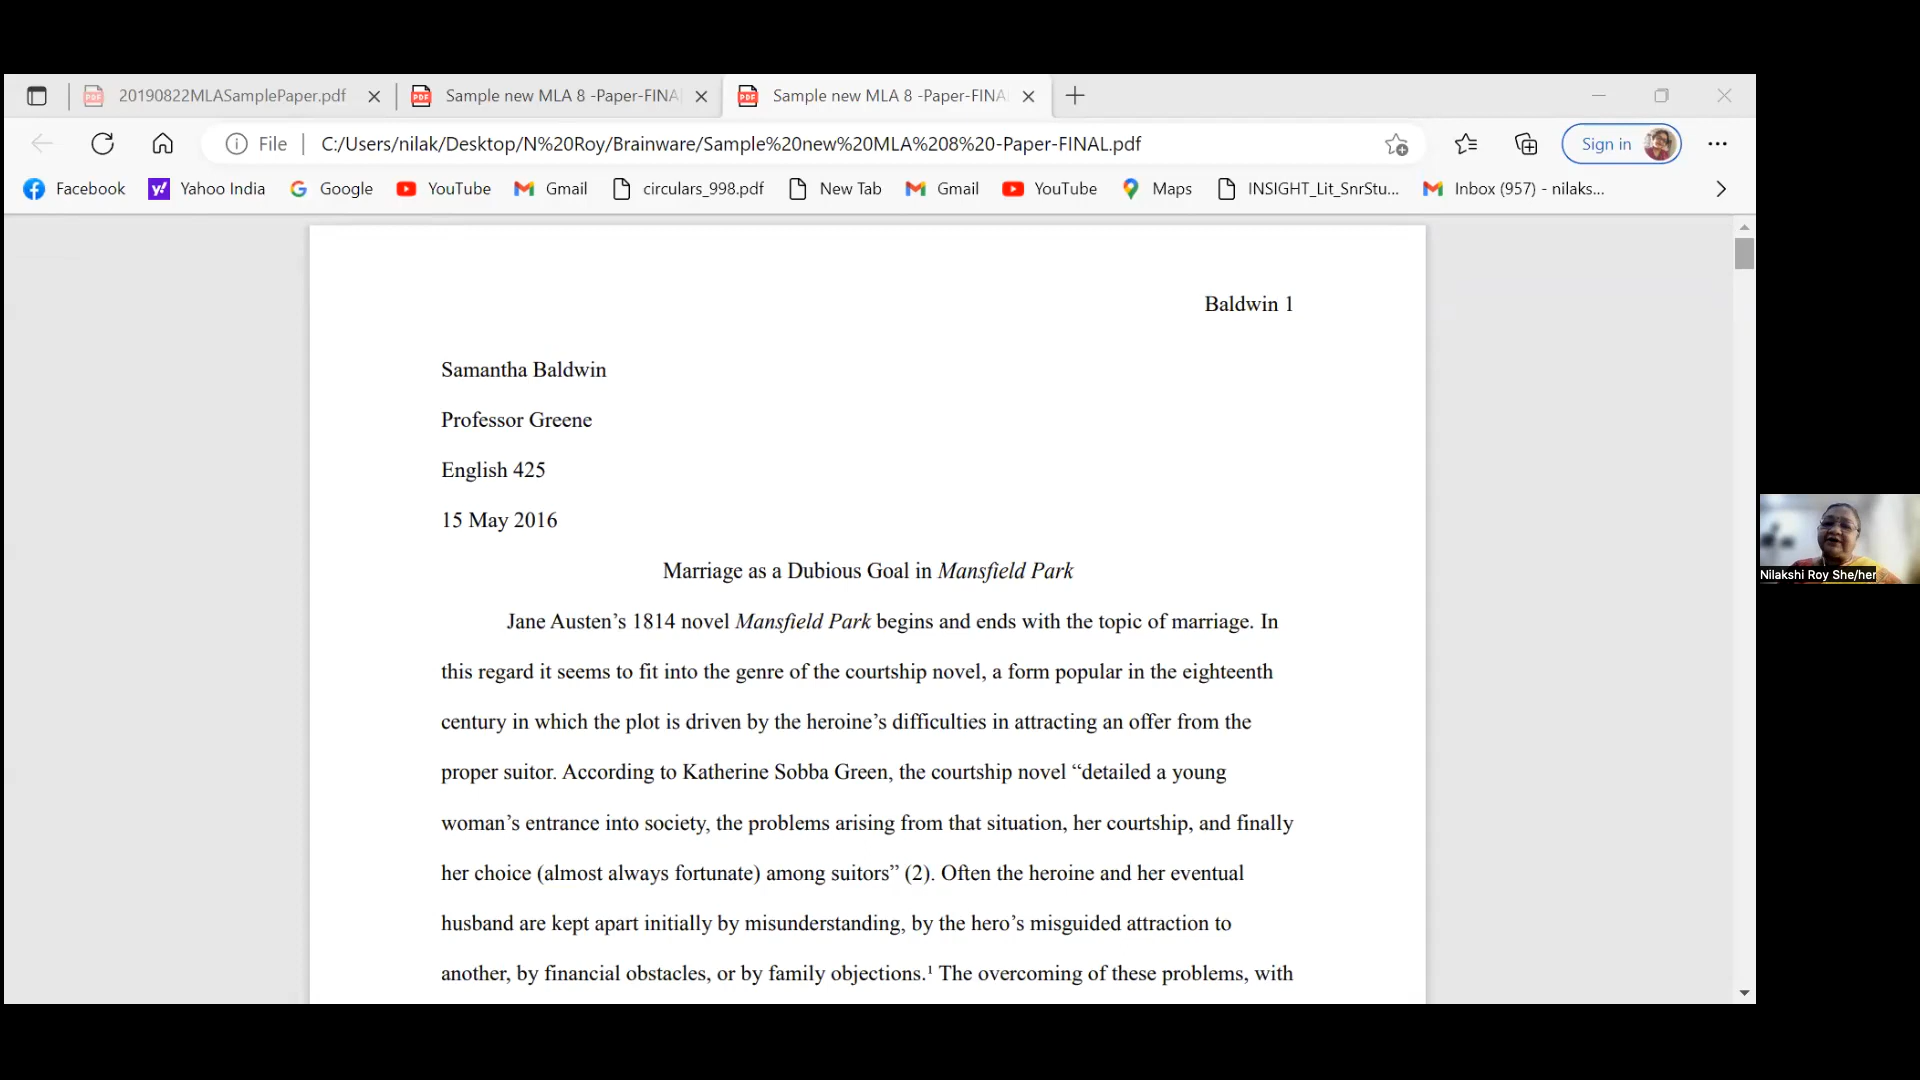 20190822MLASamplePaper.pdf
Sample new MLA 8 -Paper-FINA
Sample new MLA 8 -Paper-FINA
File
C:/Users/nilak/Desktop/N%20Roy/Brainware/Sample%20new%20MLA%208%20-Paper-FINAL.pdf
Sign in
Facebook
Yahoo India
Google
YouTube
Gmail
circulars_998.pdf
New Tab
Gmail
YouTube
Maps
INSIGHT_Lit_SnrStu...
Inbox (957) - nilaks...
Baldwin 1
Samantha Baldwin
Professor Greene
English 425
15 May 2016
Marriage as a Dubious Goal in Mansfield Park
Jane Austen’s 1814 novel Mansfield Park begins and ends with the topic of marriage. In
this regard it seems to fit into the genre of the courtship novel, a form popular in the eighteenth
century in which the plot is driven by the heroine’s difficulties in attracting an offer from the
proper suitor. According to Katherine Sobba Green, the courtship novel “detailed a young
woman’s entrance into society, the problems arising from that situation, her courtship, and finally
her choice (almost always fortunate) among suitors” (2). Often the heroine and her eventual
husband are kept apart initially by misunderstanding, by the hero’s misguided attraction to
another, by financial obstacles, or by family objections.¹ The overcoming of these problems, with
Nilakshi Roy She/her